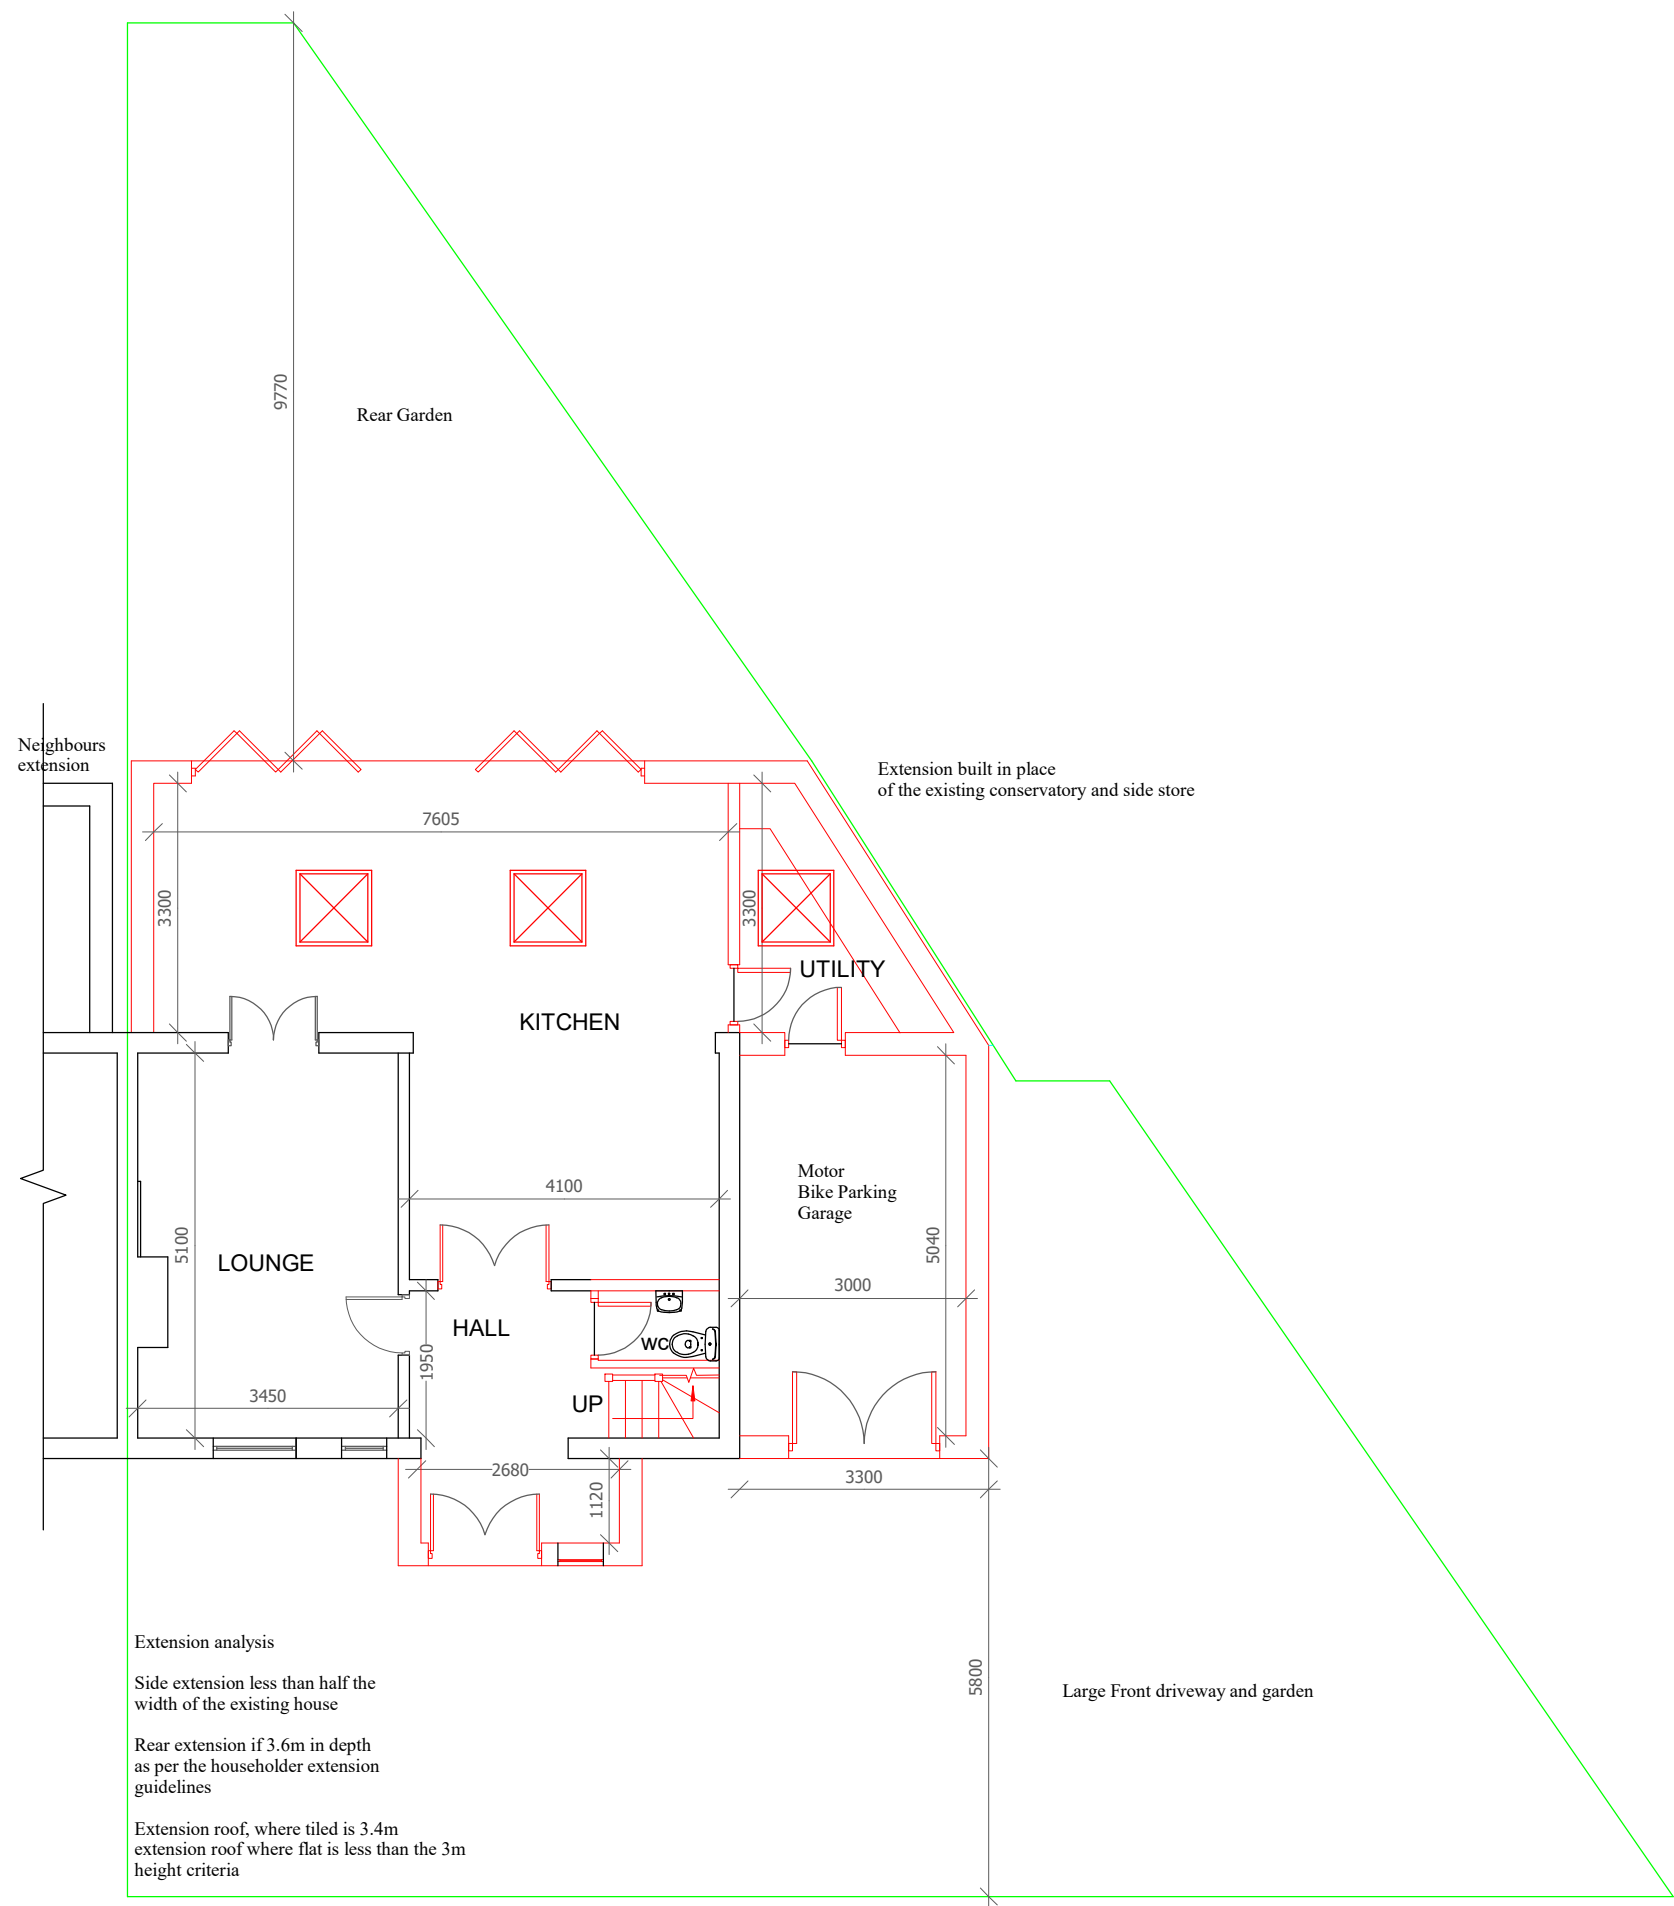 9770
Rear Garden
Neighbours
extension
Extension built in place
of the existing conservatory and side store
7605
3300
3300
UTILITY
KITCHEN
Motor
Bike Parking
Garage
4100
5100
LOUNGE
5040
3000
HALL
WC
1950
3450
UP
2680
1120
3300
Extension analysis
Side extension less than half the
width of the existing house
Rear extension if 3.6m in depth
as per the householder extension
guidelines
Extension roof, where tiled is 3.4m
extension roof where flat is less than the 3m
height criteria
5800
Large Front driveway and garden